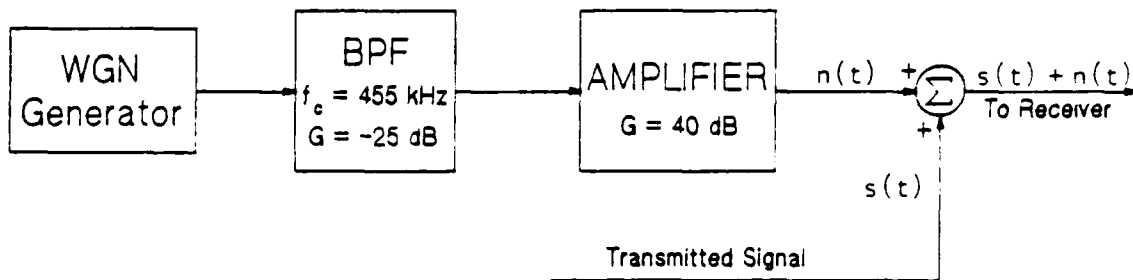 WGN
Generator
BPF
f_c = 455 kHz
G = -25 dB
AMPLIFIER
G = 40 dB
n(t)
+
Σ
+
s(t) + n(t)
To Receiver
s(t)
Transmitted Signal